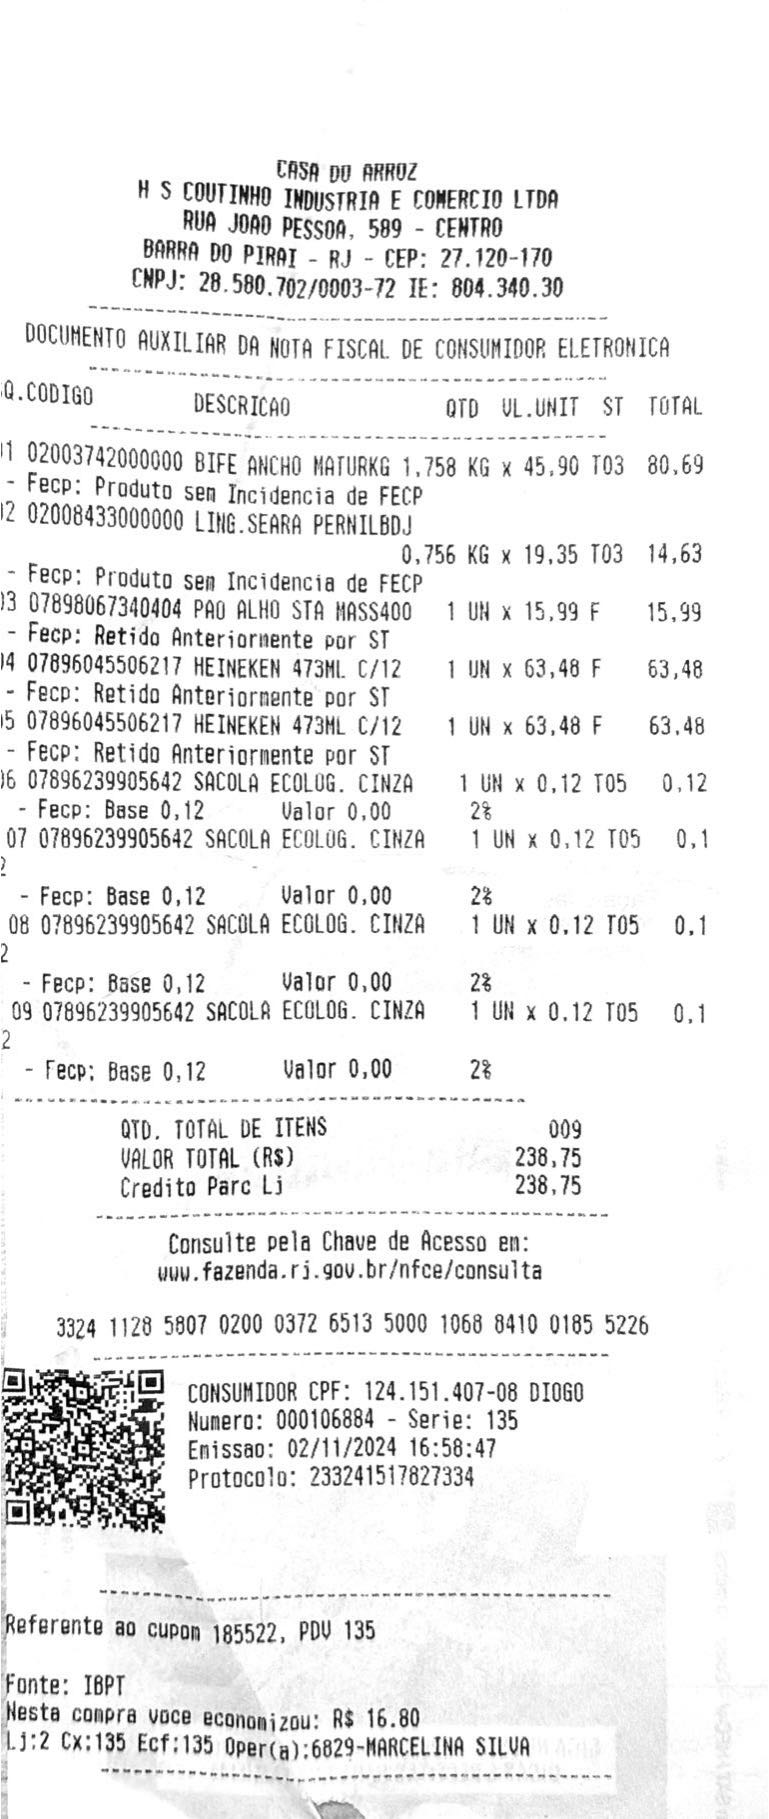 CASA DO ARROZ
H S COUTINHO INDUSTRIA E COMERCIO LTDA
RUA JOAO PESSOA, 589 - CENTRO
BARRA DO PIRAI - RJ - CEP: 27.120-170
CNPJ: 28.580.702/0003-72 IE: 804.340.30
DOCUMENTO AUXILIAR DA NOTA FISCAL DE CONSUMIDOR ELETRONICA
Q.CODIGO DESCRICAO QTD VL.UNIT ST TOTAL
01 02003742000000 BIFE ANCHO MATURKG 1,758 KG x 45,90 T03 80,69
- Fecp: Produto sem Incidencia de FECP
02 02008433000000 LING.SEARA PERNILBDJ
0,756 KG x 19,35 T03 14,63
- Fecp: Produto sem Incidencia de FECP
03 07898067340404 PAO ALHO STA MASS400 1 UN x 15,99 F 15,99
- Fecp: Retido Anteriormente por ST
04 07896045506217 HEINEKEN 473ML C/12 1 UN x 63,48 F 63,48
- Fecp: Retido Anteriormente por ST
05 07896045506217 HEINEKEN 473ML C/12 1 UN x 63,48 F 63,48
- Fecp: Retido Anteriormente por ST
06 07896239905642 SACOLA ECOLOG. CINZA 1 UN x 0,12 T05 0,12
- Fecp: Base 0,12 Valor 0,00 2%
07 07896239905642 SACOLA ECOLOG. CINZA 1 UN x 0,12 T05 0,1
2
- Fecp: Base 0,12 Valor 0,00 2%
08 07896239905642 SACOLA ECOLOG. CINZA 1 UN x 0,12 T05 0,1
2
- Fecp: Base 0,12 Valor 0,00 2%
09 07896239905642 SACOLA ECOLOG. CINZA 1 UN x 0,12 T05 0,1
2
- Fecp: Base 0,12 Valor 0,00 2%
QTD. TOTAL DE ITENS 009
VALOR TOTAL (R$) 238,75
Credito Parc Lj 238,75
Consulte pela Chave de Acesso em:
www.fazenda.rj.gov.br/nfce/consulta
3324 1128 5807 0200 0372 6513 5000 1068 8410 0185 5226
CONSUMIDOR CPF: 124.151.407-08 DIOGO
Numero: 000106884 - Serie: 135
Emissao: 02/11/2024 16:58:47
Protocolo: 233241517827334
Referente ao cupom 185522, PDV 135
Fonte: IBPT
Nesta compra voce economizou: R$ 16.80
Lj:2 Cx:135 Ecf:135 Oper(a):6829-MARCELINA SILVA